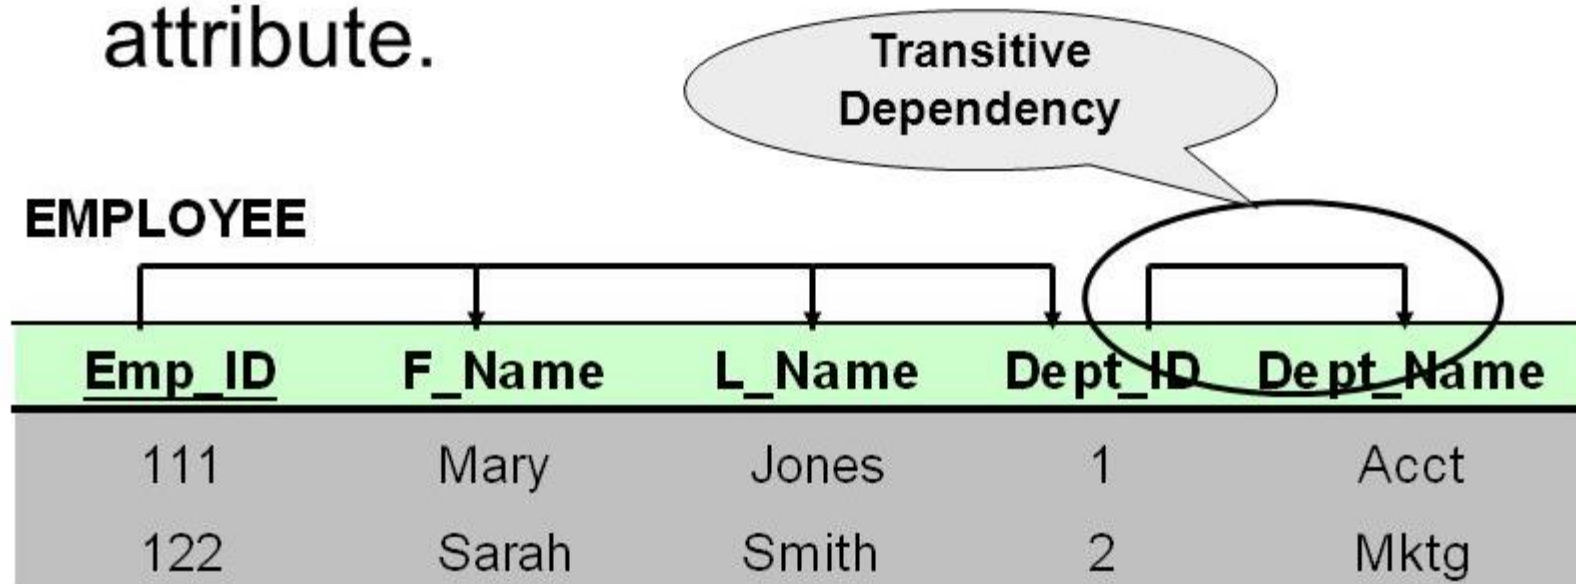 attribute.
Transitive
Dependency
EMPLOYEE
Emp_ID F_Name L_Name Dept_ID Dept_Name
111 Mary Jones 1 Acct
122 Sarah Smith 2 Mktg